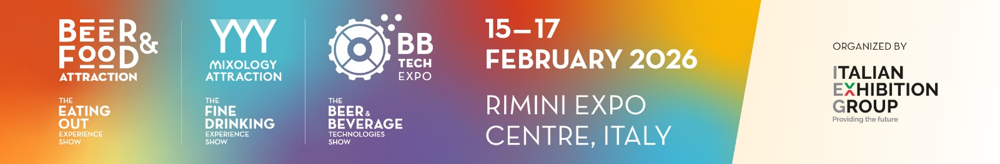 BEER &
FOOD
ATTRACTION
THE
EATING
OUT
EXPERIENCE
SHOW
MIXOLOGY
ATTRACTION
THE
FINE
DRINKING
EXPERIENCE
SHOW
BB
TECH
EXPO
THE
BEER &
BEVERAGE
TECHNOLOGIES
SHOW
15—17
FEBRUARY 2026
RIMINI EXPO
CENTRE, ITALY
ORGANIZED BY
ITALIAN
EXHIBITION
GROUP
Providing the future